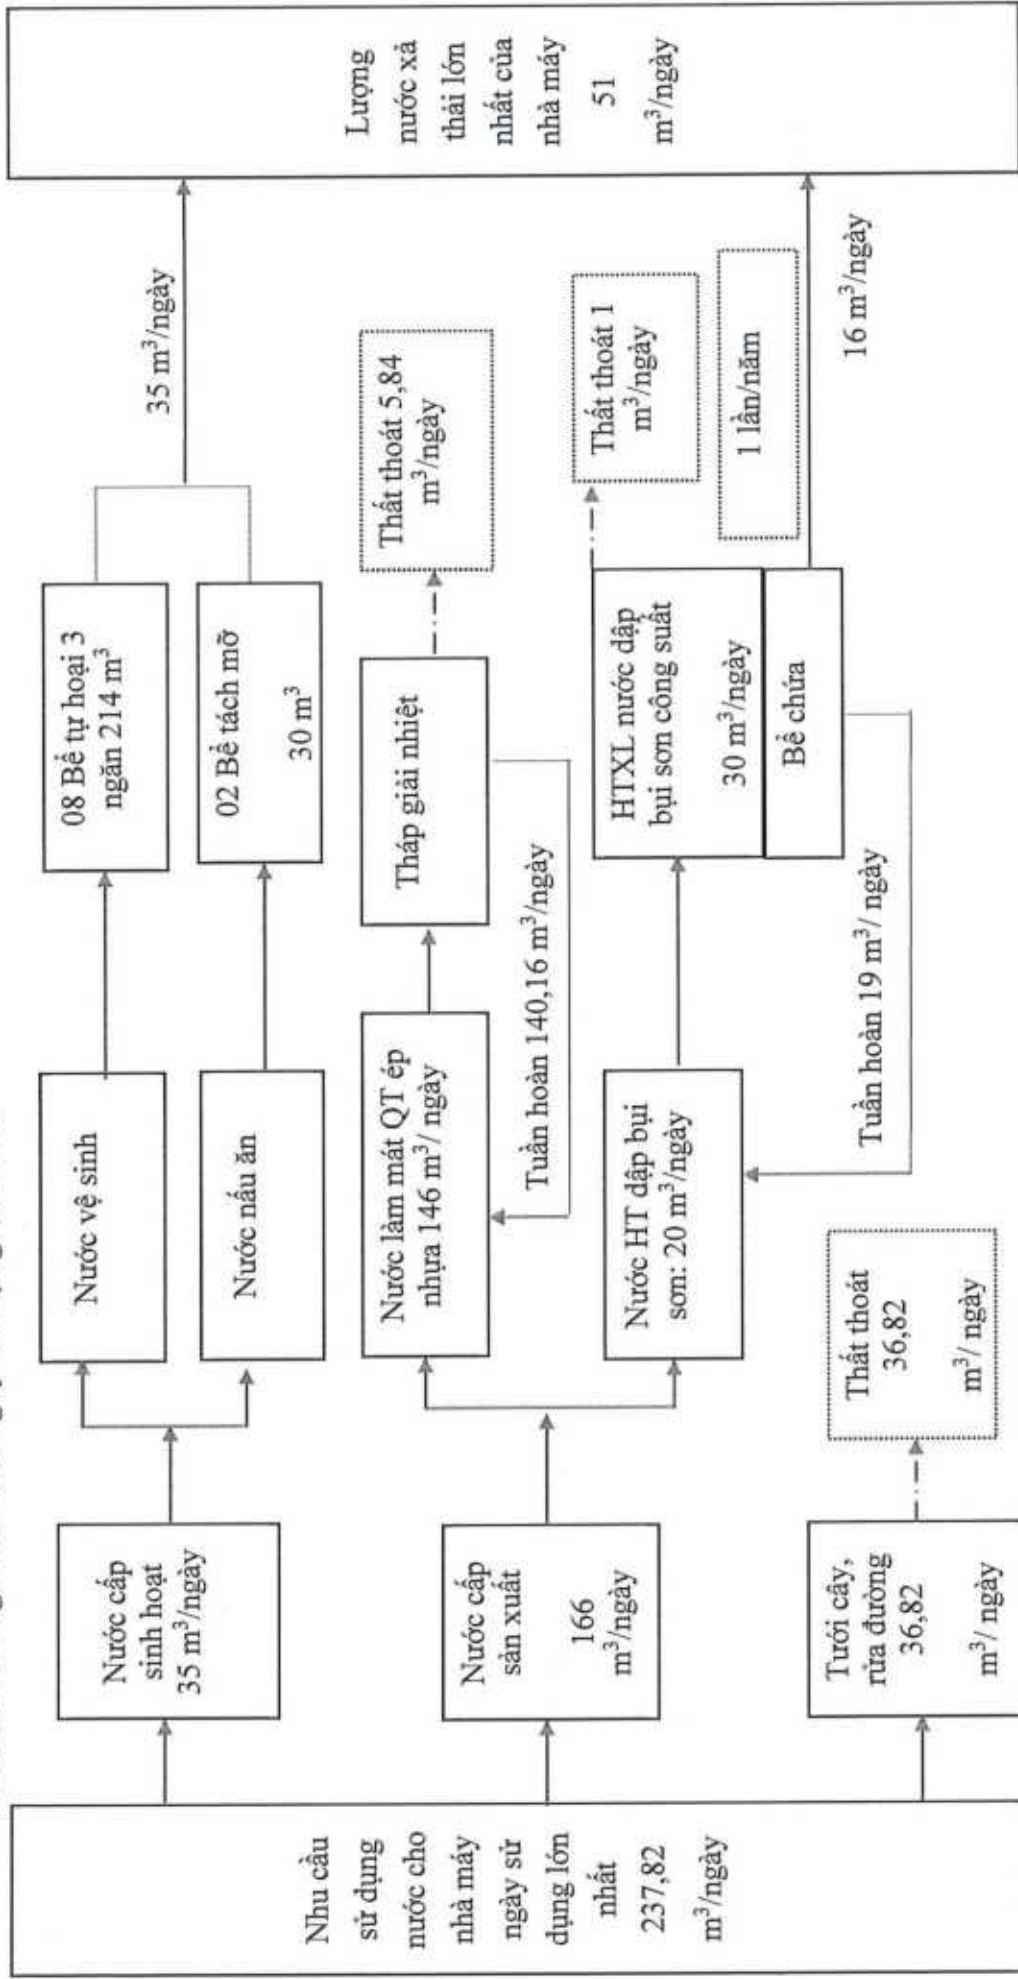 Nhu cầu
sử dụng
nước cho
nhà máy
ngày sử
dụng lớn
nhất
237,82
m³/ngày
Nước cấp
sinh hoạt
35 m³/ngày
Nước cấp
sản xuất
166
m³/ngày
Tưới cây,
rửa đường
36,82
m³/ ngày
Thất thoát
36,82
m³/ ngày
Nước vệ sinh
Nước nấu ăn
Nước làm mát QT ép
nhựa 146 m³/ ngày
Nước HT dập bụi
sơn: 20 m³/ngày
Tuần hoàn 140,16 m³/ngày
Tuần hoàn 19 m³/ ngày
08 Bể tự hoại 3
ngăn 214 m³
02 Bể tách mỡ
30 m³
Tháp giải nhiệt
HTXL nước dập
bụi sơn công suất
30 m³/ngày
Bể chứa
Thất thoát 5,84
m³/ngày
Thất thoát 1
m³/ngày
1 lần/năm
35 m³/ngày
16 m³/ngày
Lượng
nước xả
thải lớn
nhất của
nhà máy
51
m³/ngày